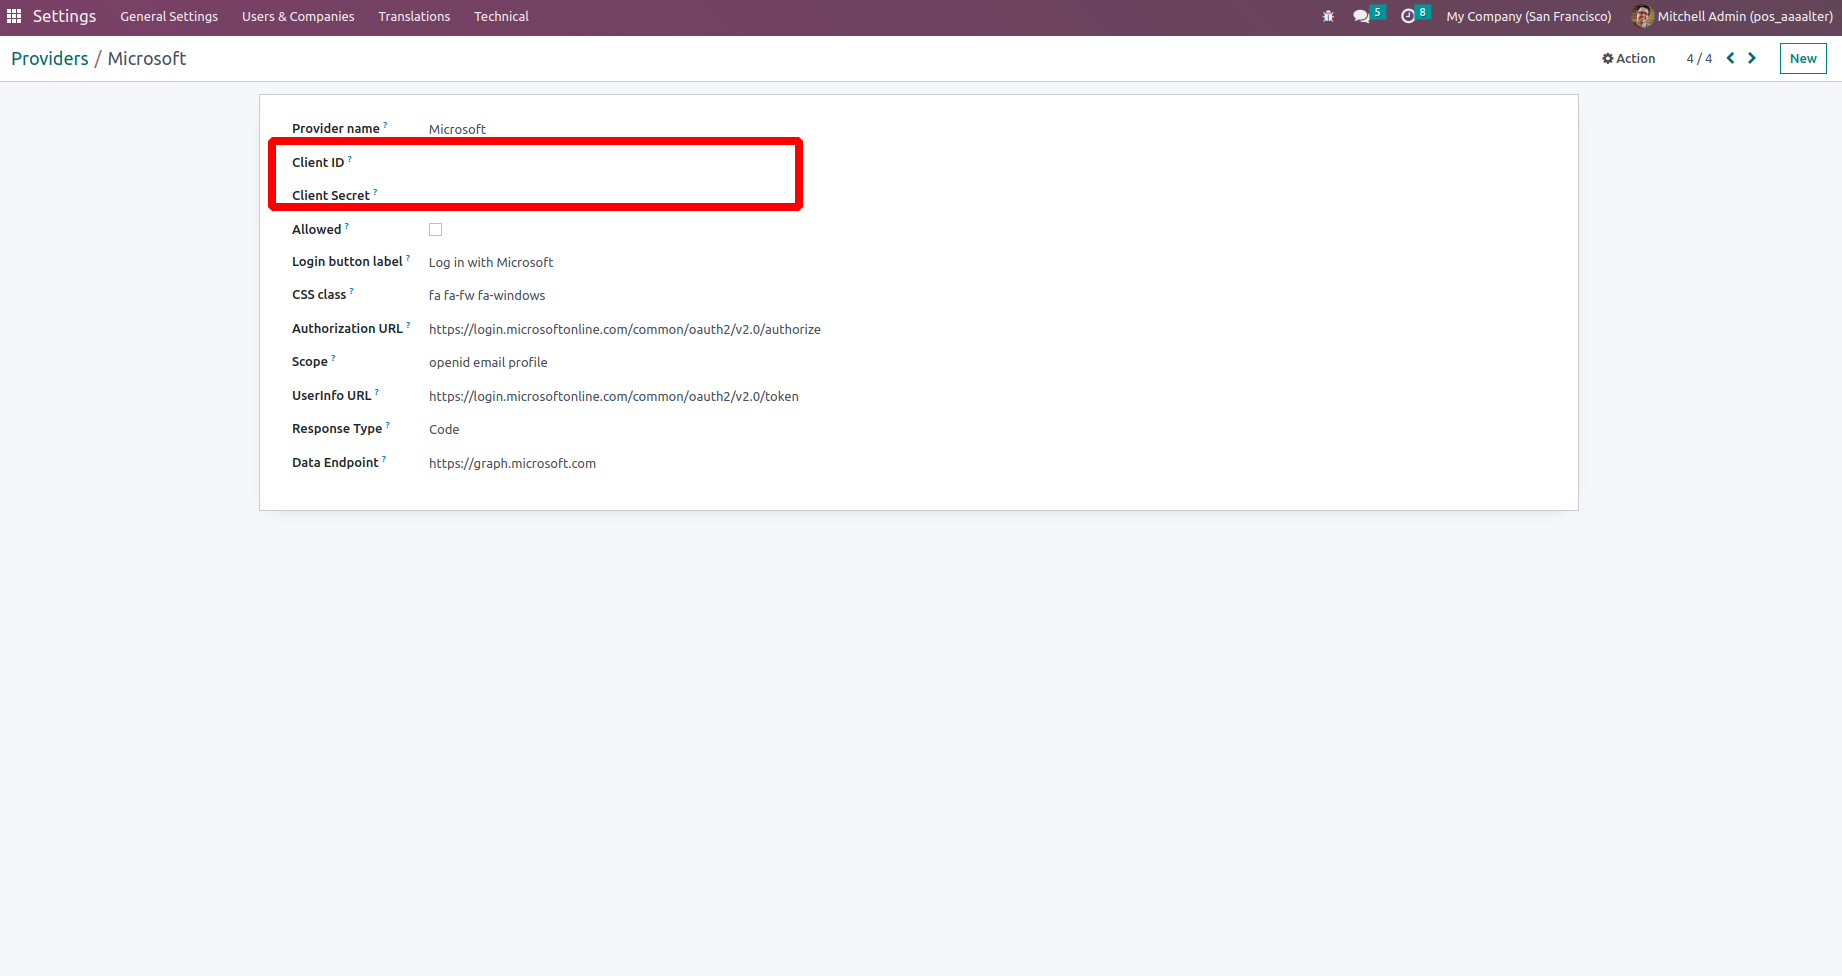 Settings General Settings Users & Companies Translations Technical 5 8 My Company (San Francisco) Mitchell Admin (pos_aaaalter)
Providers / Microsoft Action 4 / 4 New
Provider name ? Microsoft
Client ID ?
Client Secret ?
Allowed ?
Login button label ? Log in with Microsoft
CSS class ? fa fa-fw fa-windows
Authorization URL ? https://login.microsoftonline.com/common/oauth2/v2.0/authorize
Scope ? openid email profile
UserInfo URL ? https://login.microsoftonline.com/common/oauth2/v2.0/token
Response Type ? Code
Data Endpoint ? https://graph.microsoft.com